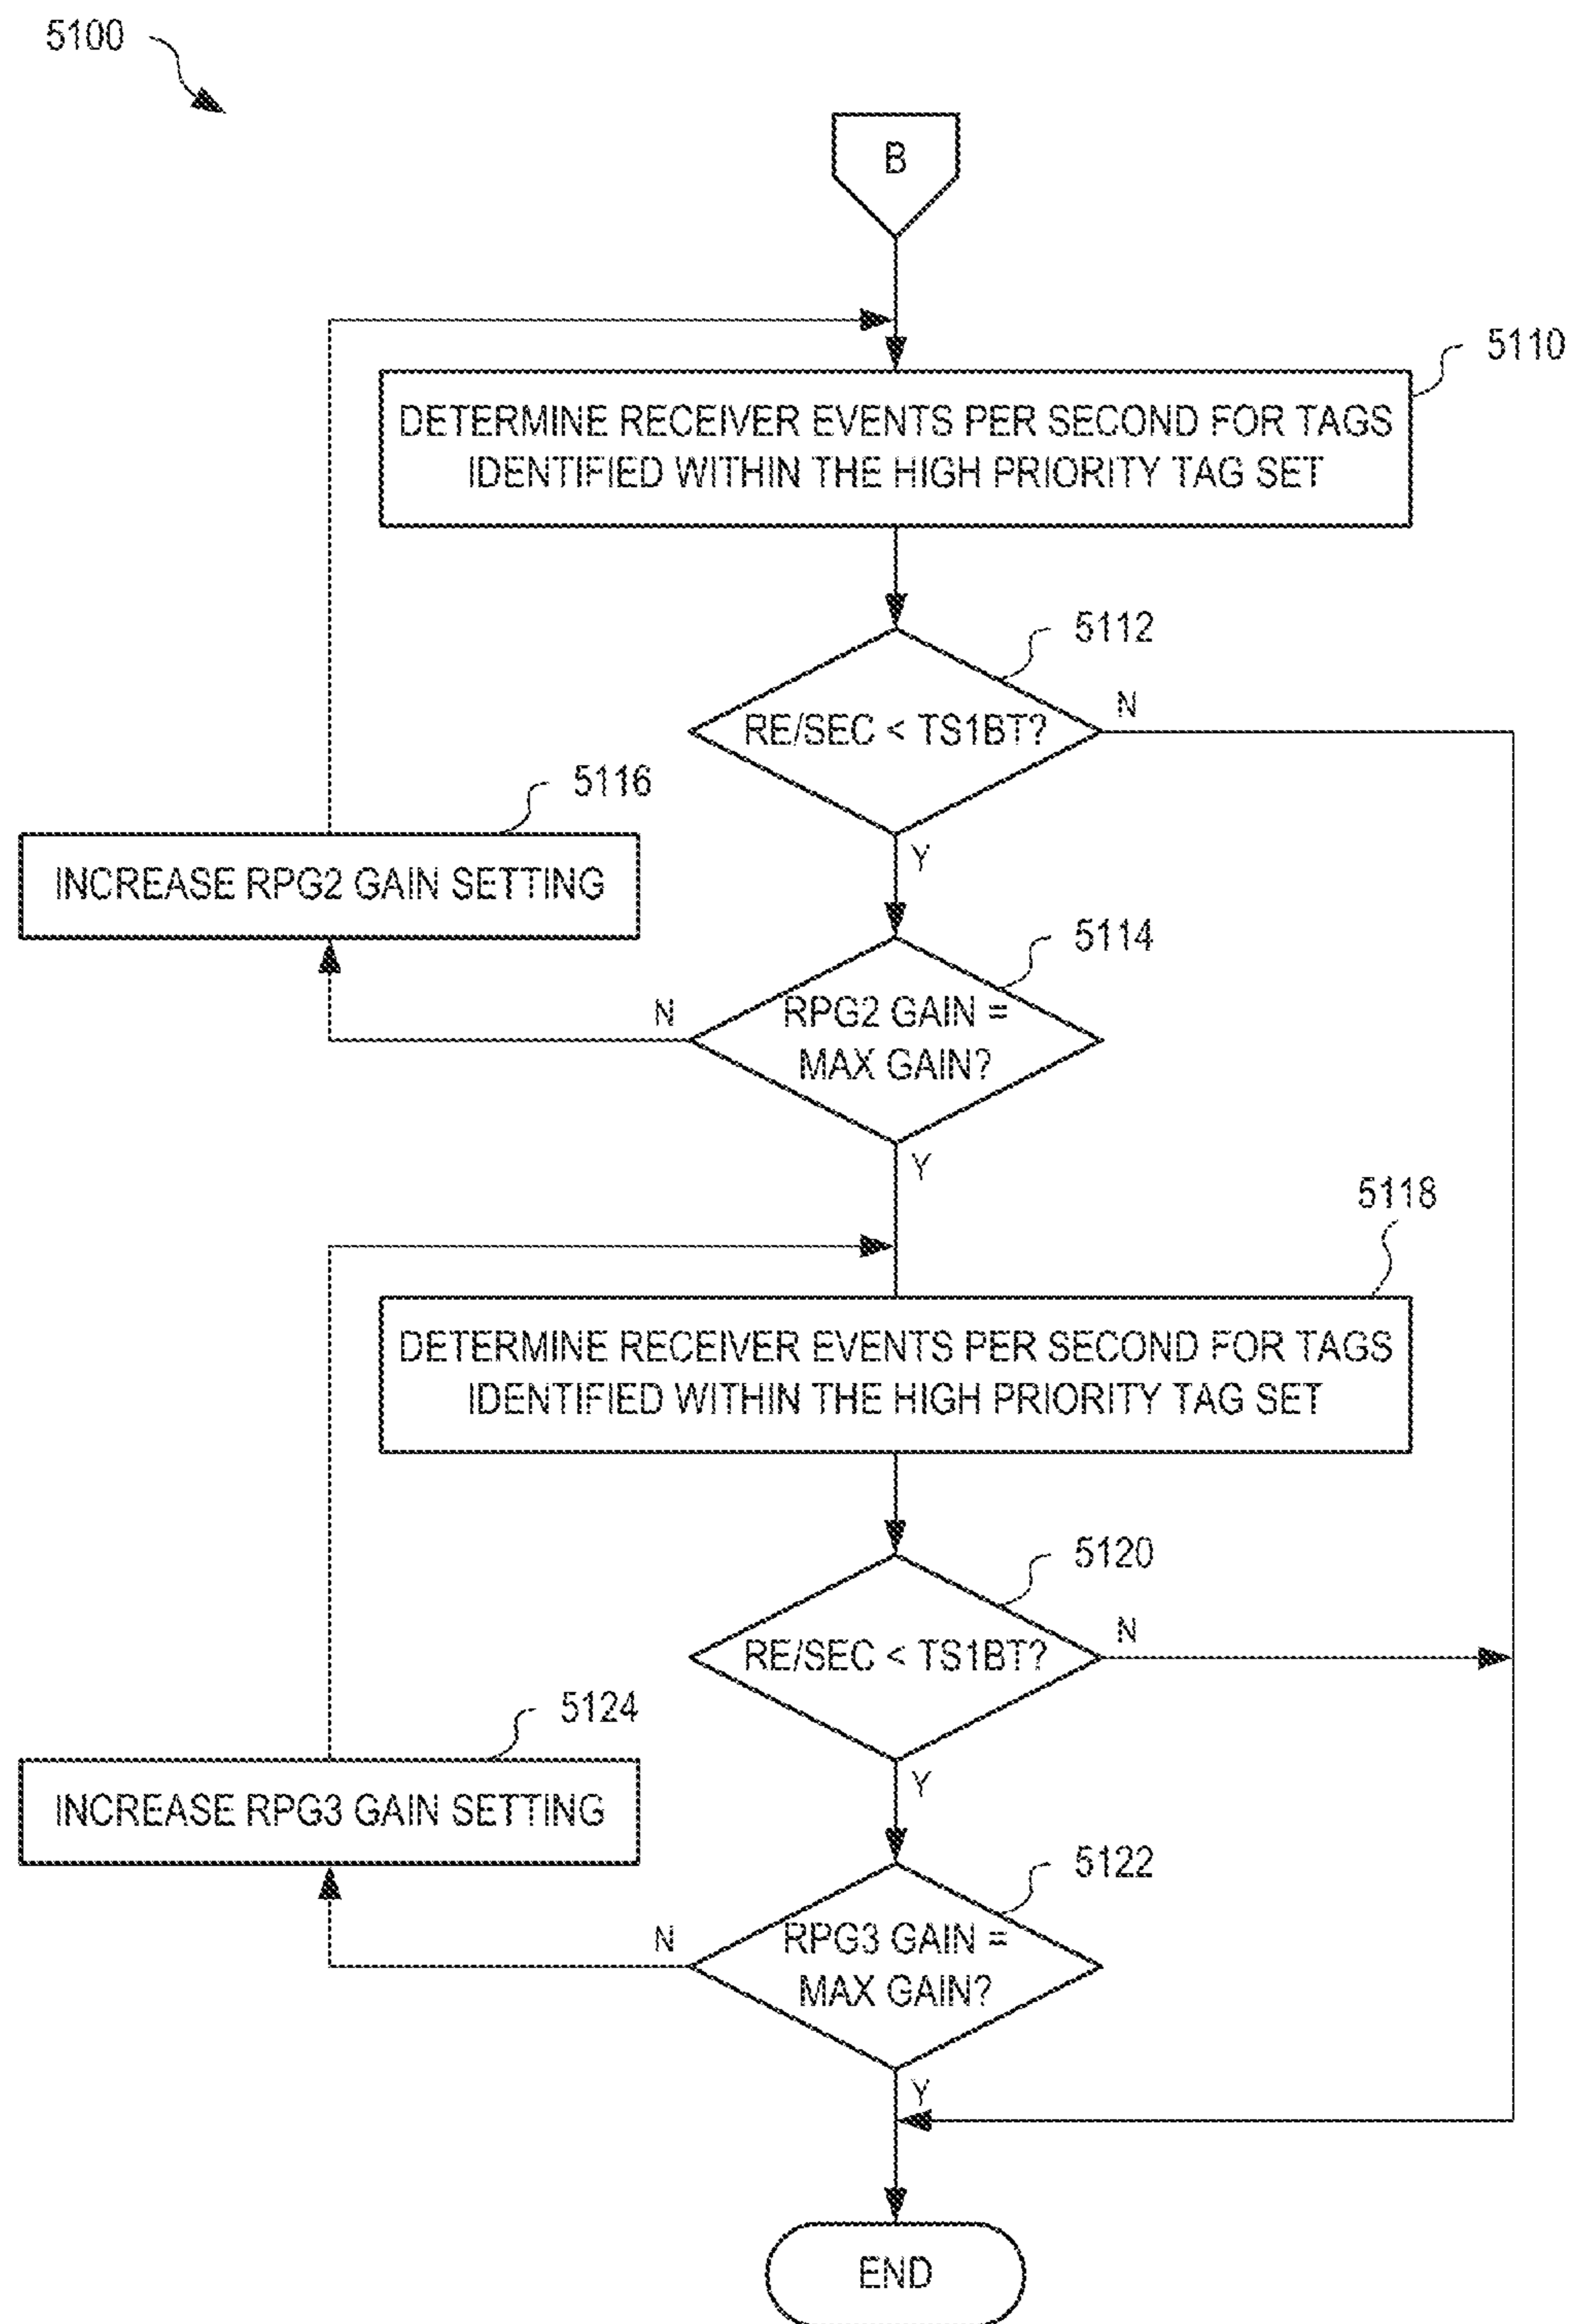 5100
B
5110
DETERMINE RECEIVER EVENTS PER SECOND FOR TAGS
IDENTIFIED WITHIN THE HIGH PRIORITY TAG SET
5112
RE/SEC < TS1BT?
N
Y
5116
INCREASE RPG2 GAIN SETTING
5114
RPG2 GAIN =
MAX GAIN?
N
Y
5118
DETERMINE RECEIVER EVENTS PER SECOND FOR TAGS
IDENTIFIED WITHIN THE HIGH PRIORITY TAG SET
5120
RE/SEC < TS1BT?
N
Y
5124
INCREASE RPG3 GAIN SETTING
5122
RPG3 GAIN =
MAX GAIN?
N
Y
END